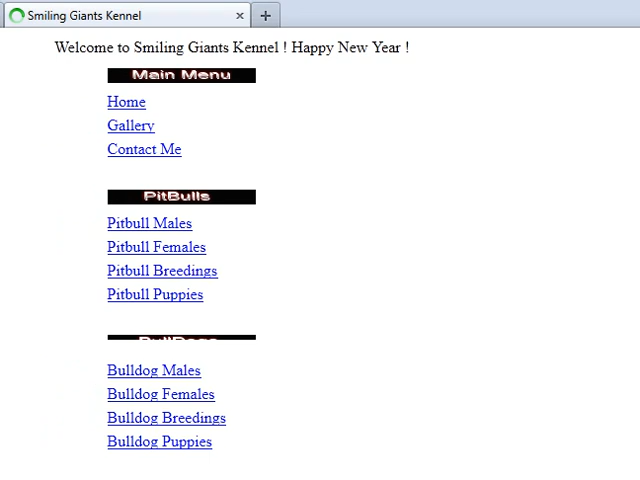 Smiling Giants Kennel
Welcome to Smiling Giants Kennel ! Happy New Year !
Main Menu
Home
Gallery
Contact Me
PitBulls
Pitbull Males
Pitbull Females
Pitbull Breedings
Pitbull Puppies
BullDogs
Bulldog Males
Bulldog Females
Bulldog Breedings
Bulldog Puppies